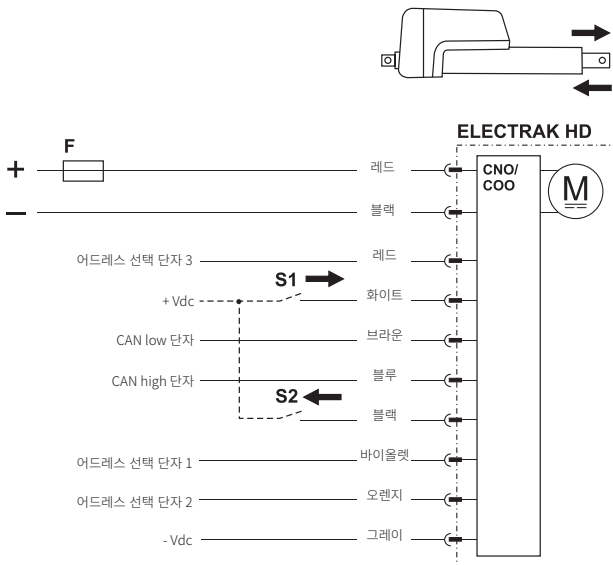 ELECTRAK HD
F
+ 레드 CNO/
COO
M
− 블랙
어드레스 선택 단자 3 레드
S1
+ Vdc 화이트
CAN low 단자 브라운
CAN high 단자 블루
S2
블랙
어드레스 선택 단자 1 바이올렛
어드레스 선택 단자 2 오렌지
- Vdc 그레이